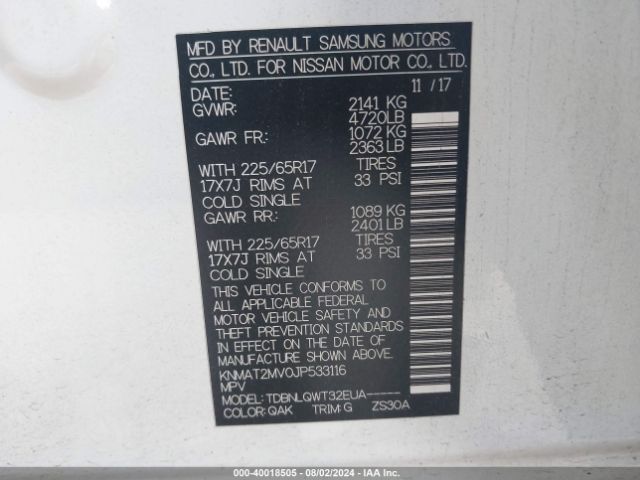 MFD BY RENAULT SAMSUNG MOTORS
CO., LTD. FOR NISSAN MOTOR CO., LTD.
DATE: 11 / 17
GVWR: 2141 KG
4720LB
GAWR FR.: 1072 KG
2363 LB
WITH 225/65R17 TIRES
17X7J RIMS AT 33 PSI
COLD SINGLE
GAWR RR.: 1089 KG
2401 LB
WITH 225/65R17 TIRES
17X7J RIMS AT 33 PSI
COLD SINGLE
THIS VEHICLE CONFORMS TO
ALL APPLICABLE FEDERAL
MOTOR VEHICLE SAFETY AND
THEFT PREVENTION STANDARDS
IN EFFECT ON THE DATE OF
MANUFACTURE SHOWN ABOVE.
KNMAT2MV0JP533116
MPV
MODEL: TDBNLQWT32EUA-----
COLOR: QAK TRIM: G ZS30A
000-40018505 - 08/02/2024 - IAA Inc.